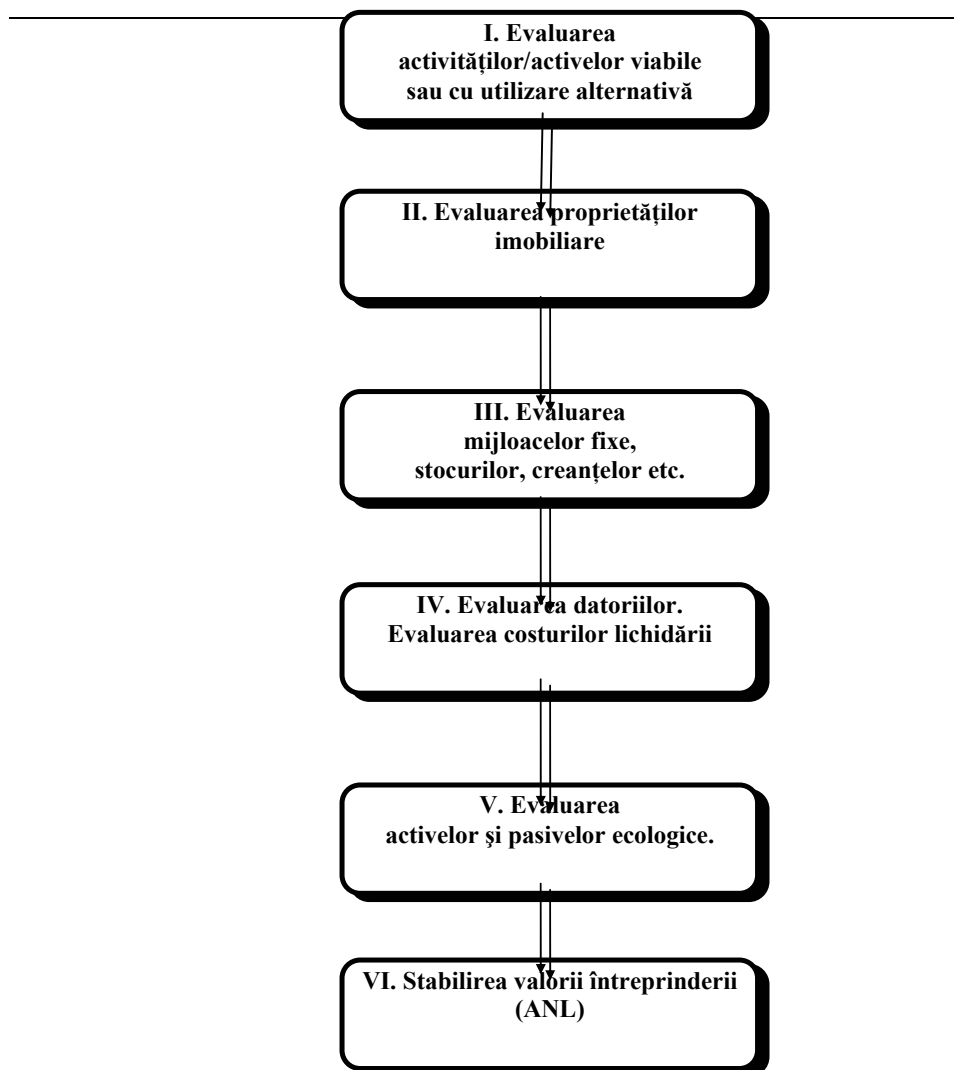 I. Evaluarea
activităților/activelor viabile
sau cu utilizare alternativă
II. Evaluarea proprietăților
imobiliare
III. Evaluarea
mijloacelor fixe,
stocurilor, creanțelor etc.
IV. Evaluarea datoriilor.
Evaluarea costurilor lichidării
V. Evaluarea
activelor şi pasivelor ecologice.
VI. Stabilirea valorii întreprinderii
(ANL)